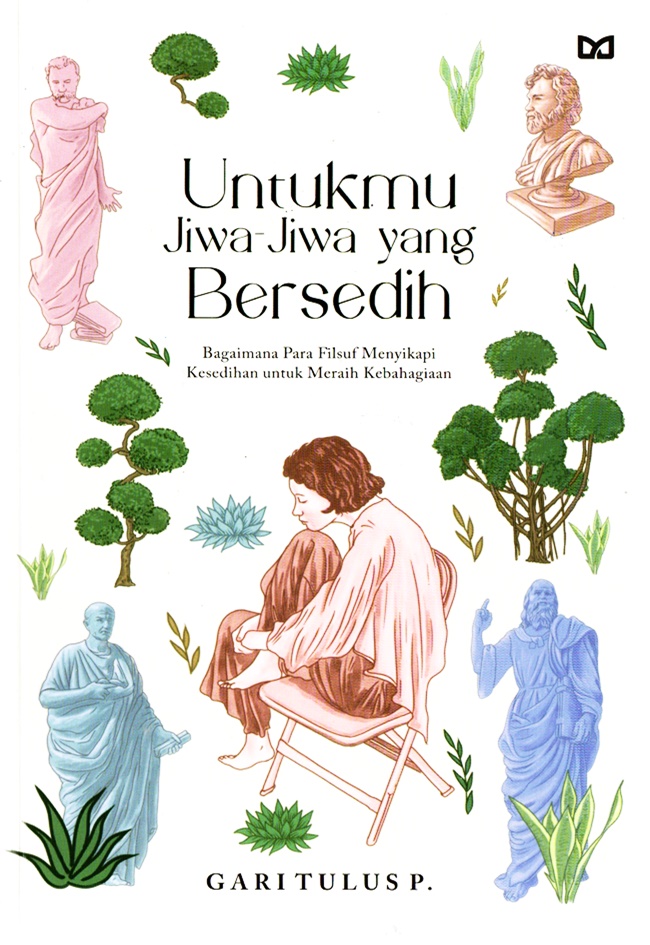 Untukmu
Jiwa-Jiwa yang
Bersedih
Bagaimana Para Filsuf Menyikapi
Kesedihan untuk Meraih Kebahagiaan
GARI TULUS P.